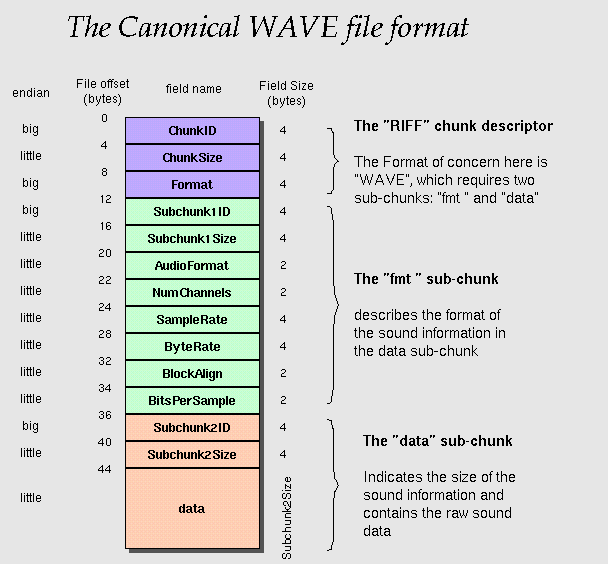 The Canonical WAVE file format
endian
File offset
(bytes)
field name
Field Size
(bytes)
0
big
ChunkID
4
4
little
ChunkSize
4
8
big
Format
4
12
big
Subchunk1 ID
4
16
little
Subchunk1 Size
4
20
little
AudioFormat
2
22
little
NumChannels
2
24
little
SampleRate
4
28
little
ByteRate
4
32
little
BlockAlign
2
34
little
BitsPerSample
2
36
big
Subchunk2ID
4
40
little
Subchunk2Size
4
44
little
data
Subchunk2Size
The "RIFF" chunk descriptor
The Format of concern here is
"WAVE", which requires two
sub-chunks: "fmt " and "data"
The "fmt " sub-chunk
describes the format of
the sound information in
the data sub-chunk
The "data" sub-chunk
Indicates the size of the
sound information and
contains the raw sound
data